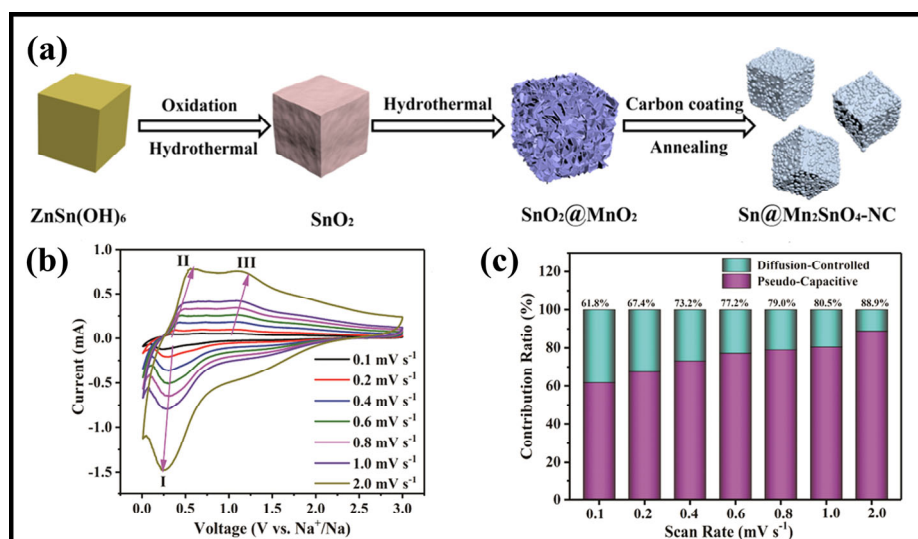 (a)
Oxidation
Hydrothermal
Hydrothermal
Carbon coating
Annealing
ZnSn(OH)₆
SnO₂
SnO₂@MnO₂
Sn@Mn₂SnO₄-NC
(b)
II
III
I
1.0
0.5
0.0
-0.5
-1.0
-1.5
Current (mA)
0.1 mV s⁻¹
0.2 mV s⁻¹
0.4 mV s⁻¹
0.6 mV s⁻¹
0.8 mV s⁻¹
1.0 mV s⁻¹
2.0 mV s⁻¹
0.0 0.5 1.0 1.5 2.0 2.5 3.0
Voltage (V vs. Na⁺/Na)
(c)
Diffusion-Controlled
Pseudo-Capacitive
61.8% 67.4% 73.2% 77.2% 79.0% 80.5% 88.9%
120
100
80
60
40
20
0
Contribution Ratio (%)
0.1 0.2 0.4 0.6 0.8 1.0 2.0
Scan Rate (mV s⁻¹)